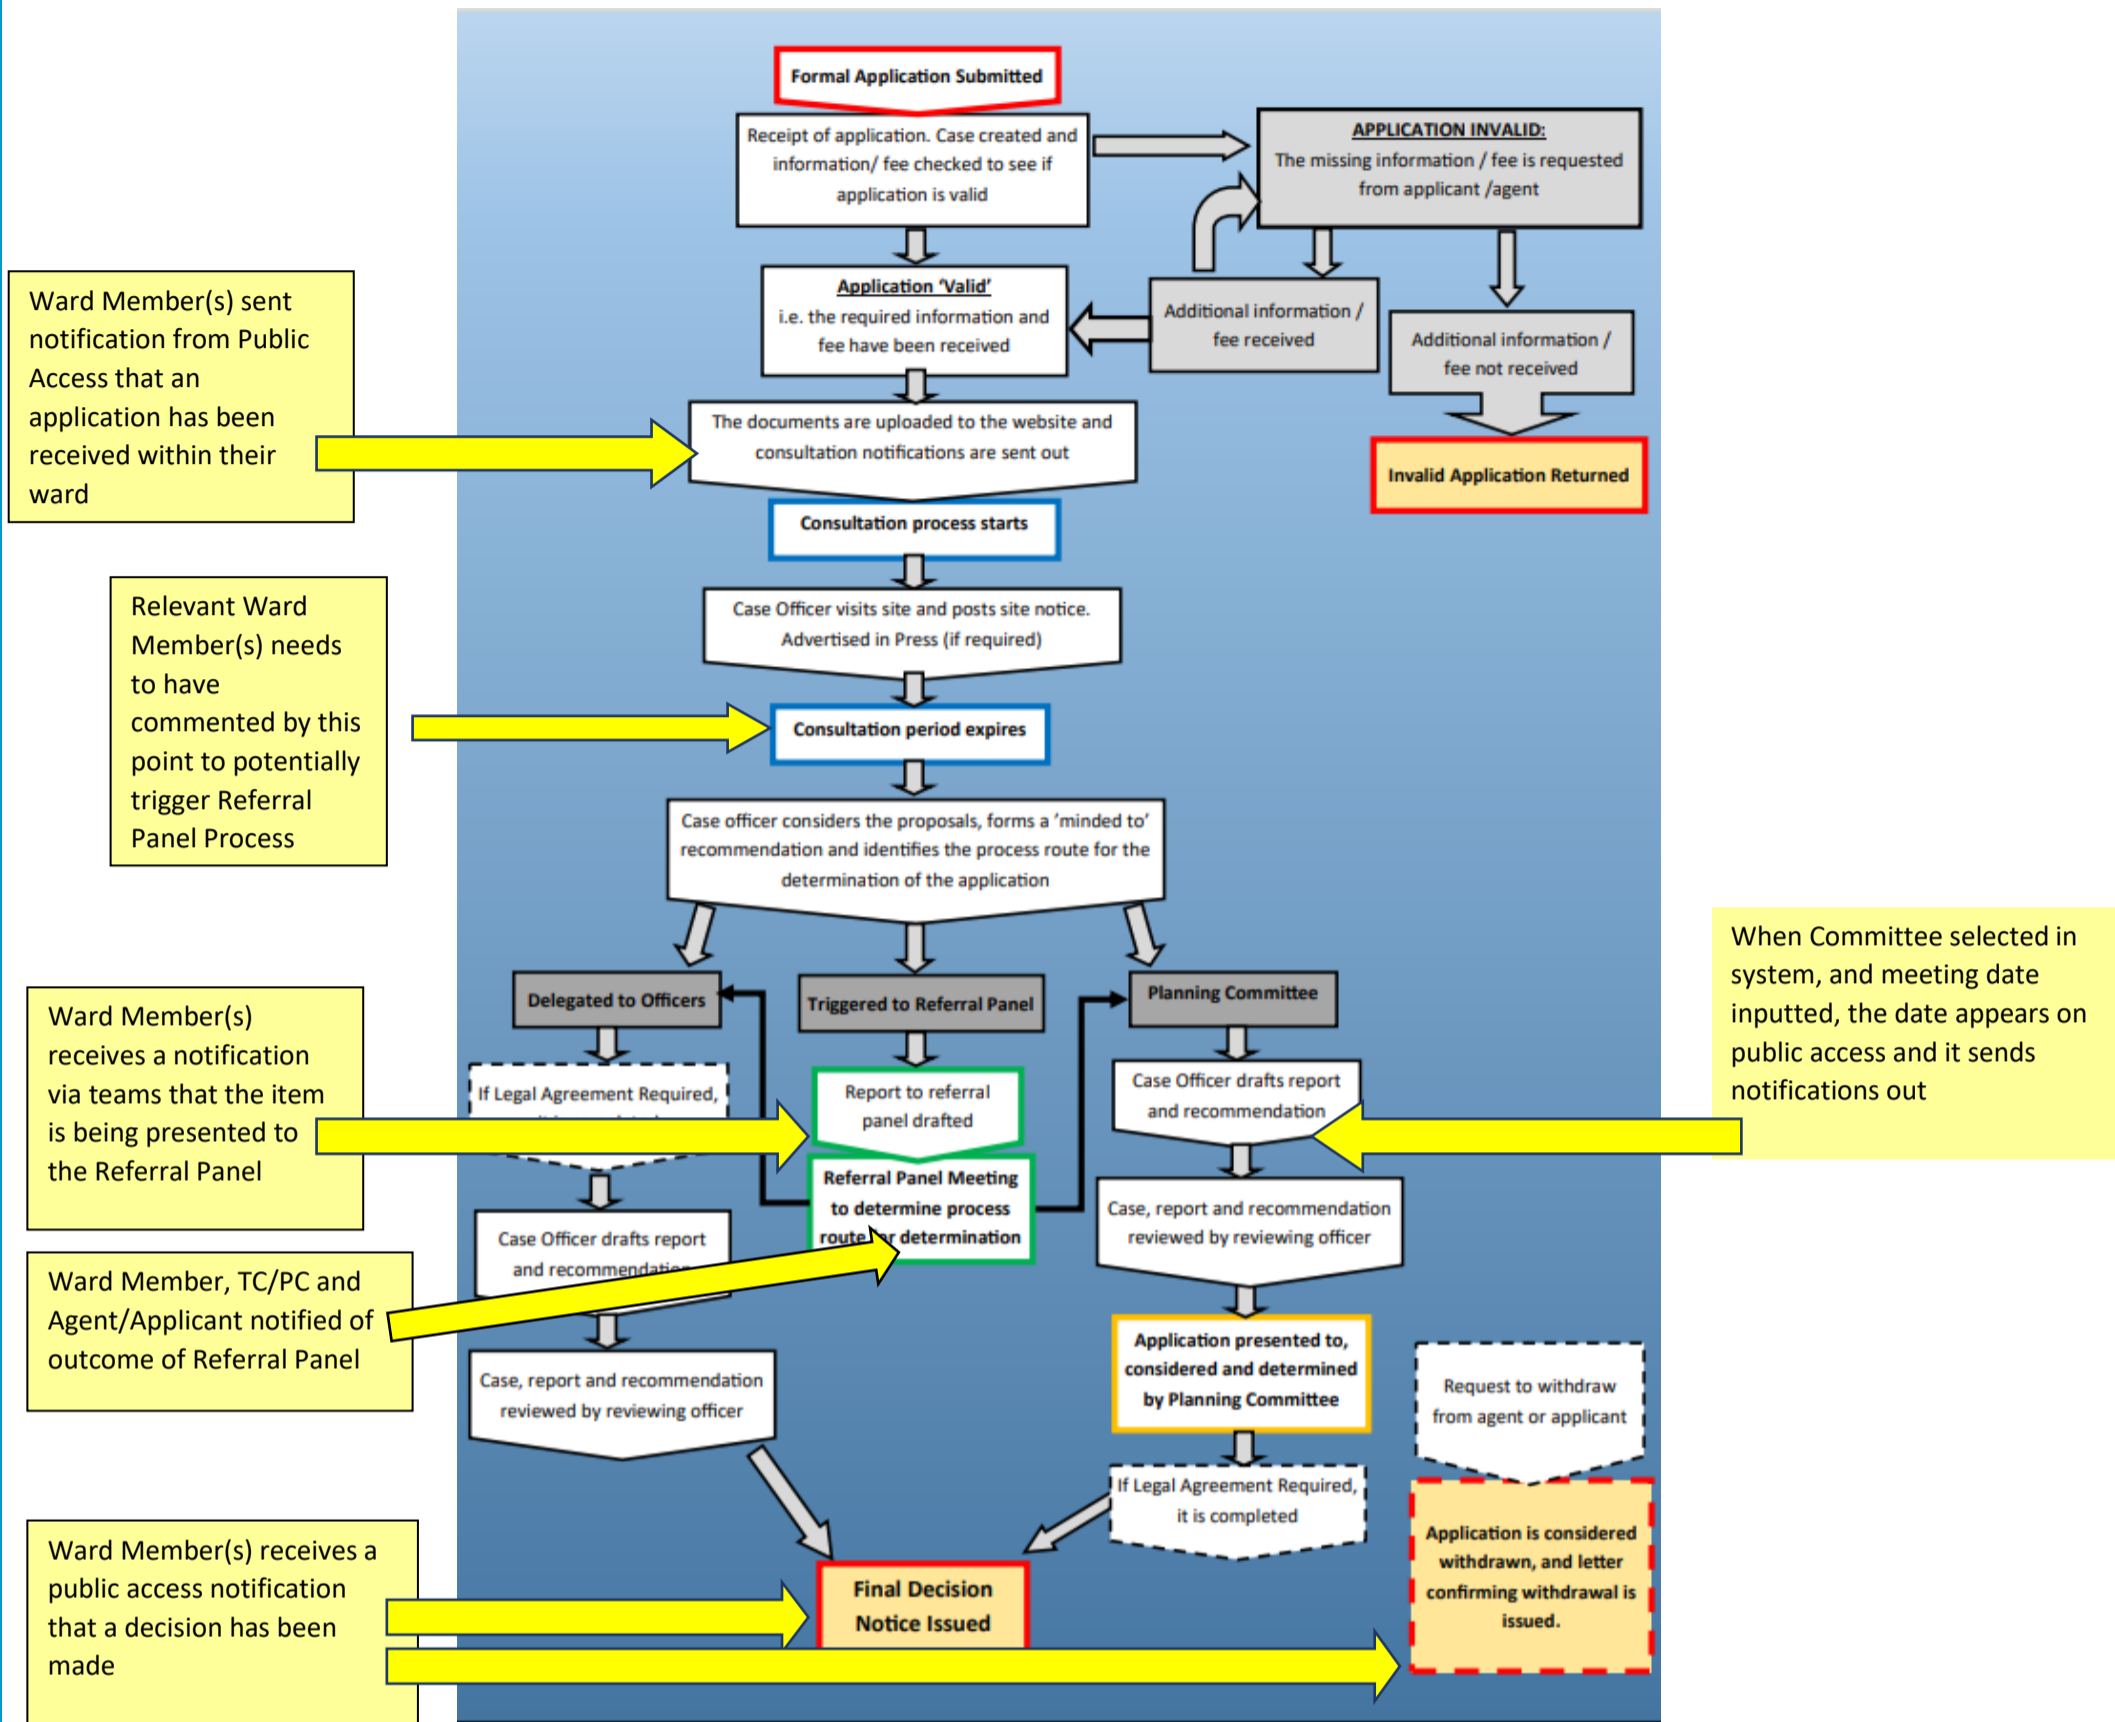 Formal Application Submitted
Receipt of application. Case created and
information/ fee checked to see if
application is valid
APPLICATION INVALID:
The missing information / fee is requested
from applicant /agent
Application ‘Valid’
i.e. the required information and
fee have been received
Additional information /
fee received
Additional information /
fee not received
Invalid Application Returned
Ward Member(s) sent
notification from Public
Access that an
application has been
received within their
ward
The documents are uploaded to the website and
consultation notifications are sent out
Consultation process starts
Case Officer visits site and posts site notice.
Advertised in Press (if required)
Relevant Ward
Member(s) needs
to have
commented by this
point to potentially
trigger Referral
Panel Process
Consultation period expires
Case officer considers the proposals, forms a ‘minded to’
recommendation and identifies the process route for the
determination of the application
Delegated to Officers
Triggered to Referral Panel
Planning Committee
When Committee selected in
system, and meeting date
inputted, the date appears on
public access and it sends
notifications out
Ward Member(s)
receives a notification
via teams that the item
is being presented to
the Referral Panel
If Legal Agreement Required,
Report to referral
panel drafted
Case Officer drafts report
and recommendation
Referral Panel Meeting
to determine process
route for determination
Case, report and recommendation
reviewed by reviewing officer
Case Officer drafts report
and recommendation
Ward Member, TC/PC and
Agent/Applicant notified of
outcome of Referral Panel
Case, report and recommendation
reviewed by reviewing officer
Application presented to,
considered and determined
by Planning Committee
Request to withdraw
from agent or applicant
If Legal Agreement Required,
it is completed
Application is considered
withdrawn, and letter
confirming withdrawal is
issued.
Ward Member(s) receives a
public access notification
that a decision has been
made
Final Decision
Notice Issued